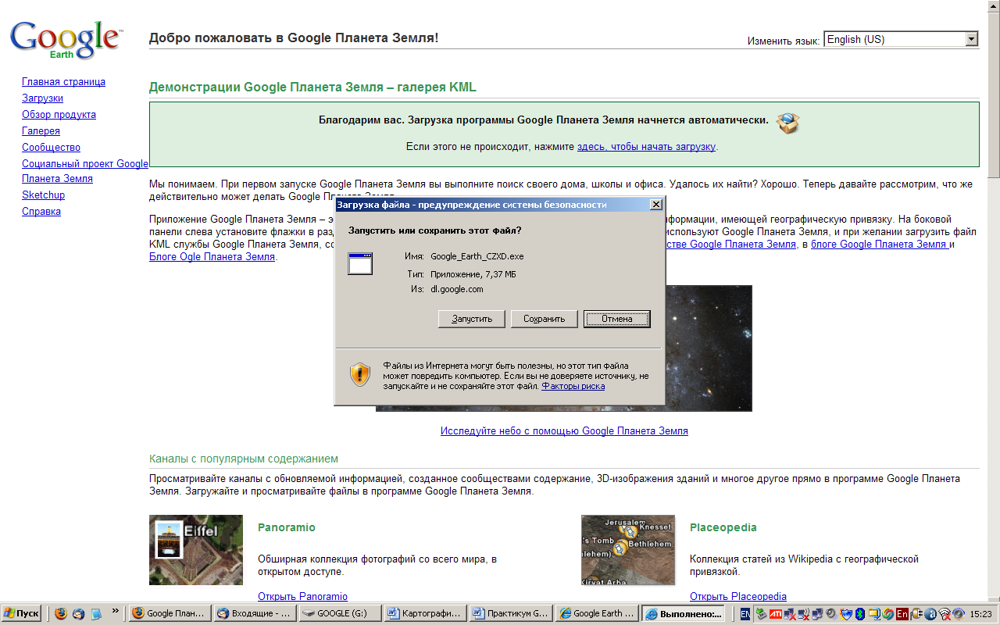 Google™
Earth
Добро пожаловать в Google Планета Земля!
Изменить язык: English (US)
Главная страница
Загрузки
Обзор продукта
Галерея
Сообщество
Социальный проект Google
Планета Земля
Sketchup
Справка
Демонстрации Google Планета Земля – галерея KML
Благодарим вас. Загрузка программы Google Планета Земля начнется автоматически.
Если этого не происходит, нажмите здесь, чтобы начать загрузку.
Мы понимаем. При первом запуске Google Планета Земля вы выполните поиск своего дома, школы и офиса. Удалось их найти? Хорошо. Теперь давайте рассмотрим, что же
действительно может делать Google Планета Земля.
Приложение Google Планета Земля – э
формации, имеющей географическую привязку. На боковой
панели слева установите флажки в разд
используют Google Планета Земля, и при желании загрузить файл
KML службы Google Планета Земля, со
стве Google Планета Земля, в блоге Google Планета Земля и
Блоге Ogle Планета Земля.
Загрузка файла - предупреждение системы безопасности
Запустить или сохранить этот файл?
Имя: Google_Earth_CZXD.exe
Тип: Приложение, 7,37 МБ
Из: dl.google.com
Запустить Сохранить Отмена
Файлы из Интернета могут быть полезны, но этот тип файла
может повредить компьютер. Если вы не доверяете источнику, не
запускайте и не сохраняйте этот файл. Факторы риска
Исследуйте небо с помощью Google Планета Земля
Каналы с популярным содержанием
Просматривайте каналы с обновляемой информацией, созданное сообществами содержание, 3D-изображения зданий и многое другое прямо в программе Google Планета
Земля. Загружайте и просматривайте файлы в программе Google Планета Земля.
Eiffel
Panoramio
Обширная коллекция фотографий со всего мира, в
открытом доступе.
Открыть Panoramio
Jerusalem
Knesset
's Tomb
Bethlehem
lehem)
Kiryat Arba
Placeopedia
Коллекция статей из Wikipedia с географической
привязкой.
Открыть Placeopedia
Пуск » Google План... Входящие - ... GOOGLE (G:) Картографи... Практикум G... Google Earth ... Выполнено:... EN ATI En 15:23